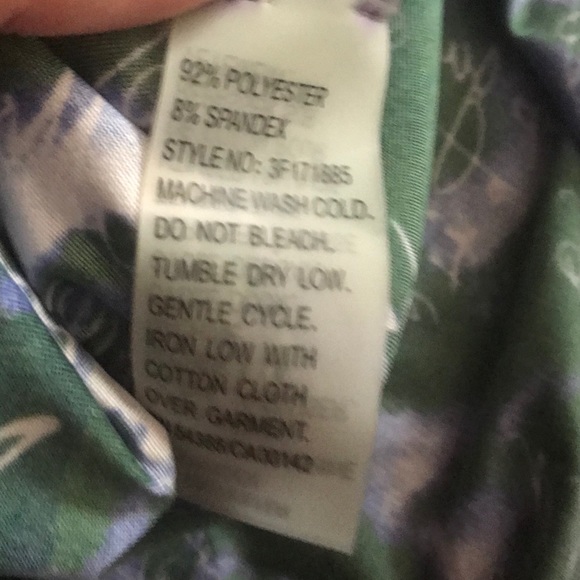 92% POLYESTER
8% SPANDEX
STYLE NO: 3F171885
MACHINE WASH COLD.
DO NOT BLEACH.
TUMBLE DRY LOW.
GENTLE CYCLE.
IRON LOW WITH
COTTON CLOTH
OVER GARMENT.